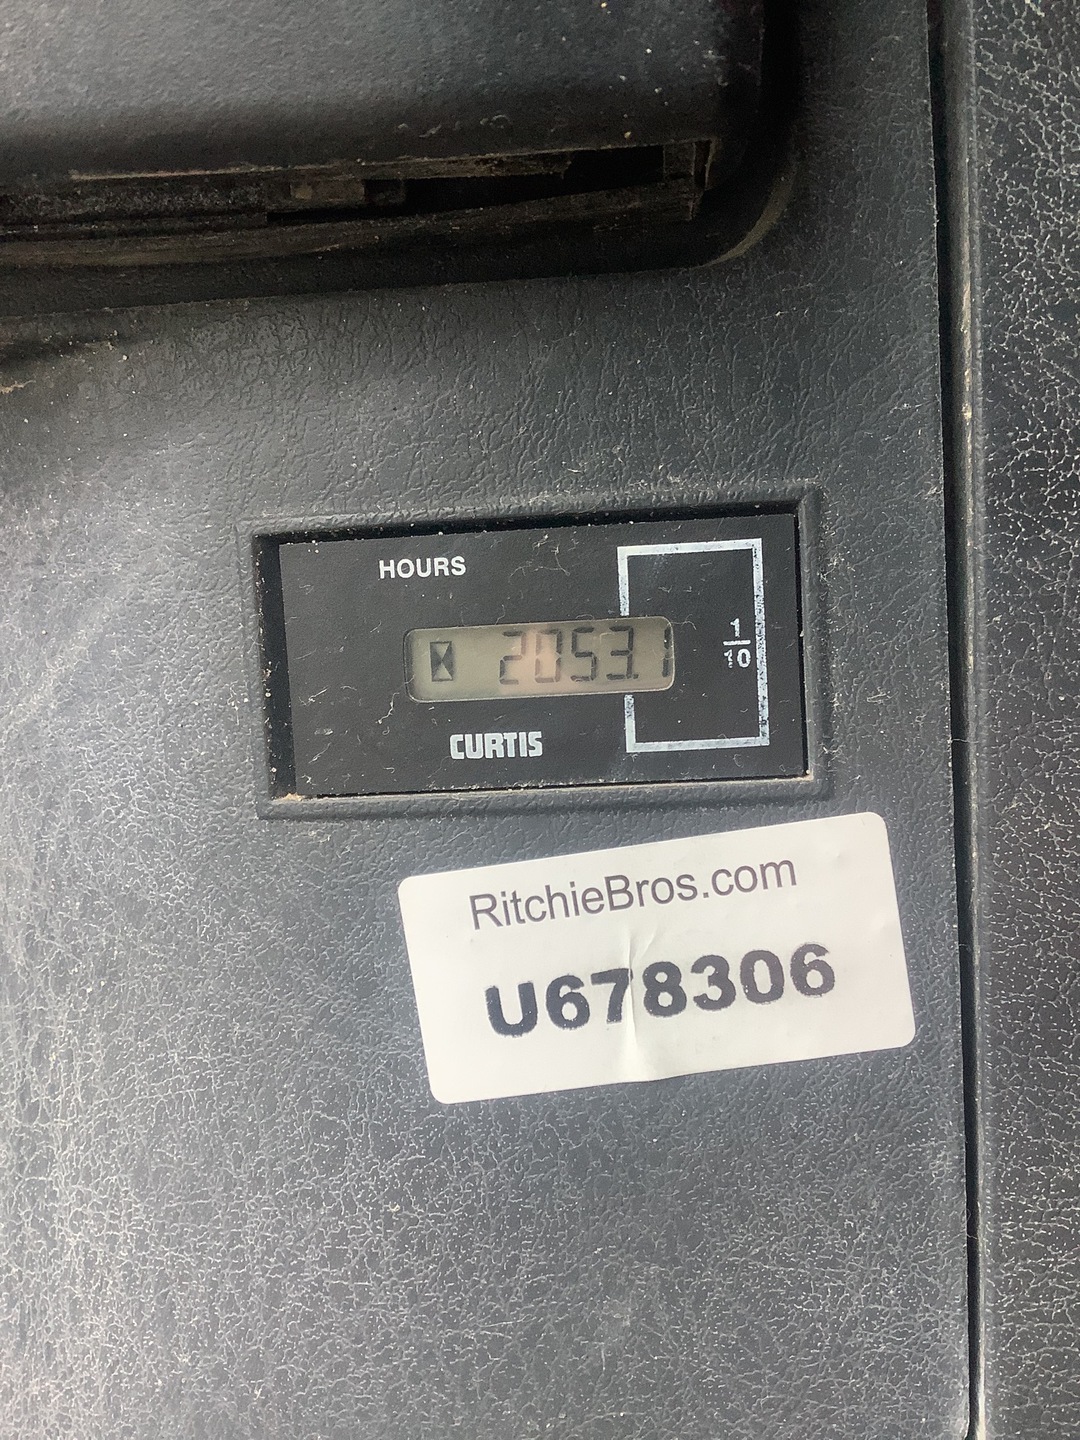 HOURS
2053.1
1/10
CURTIS
RitchieBros.com
U678306